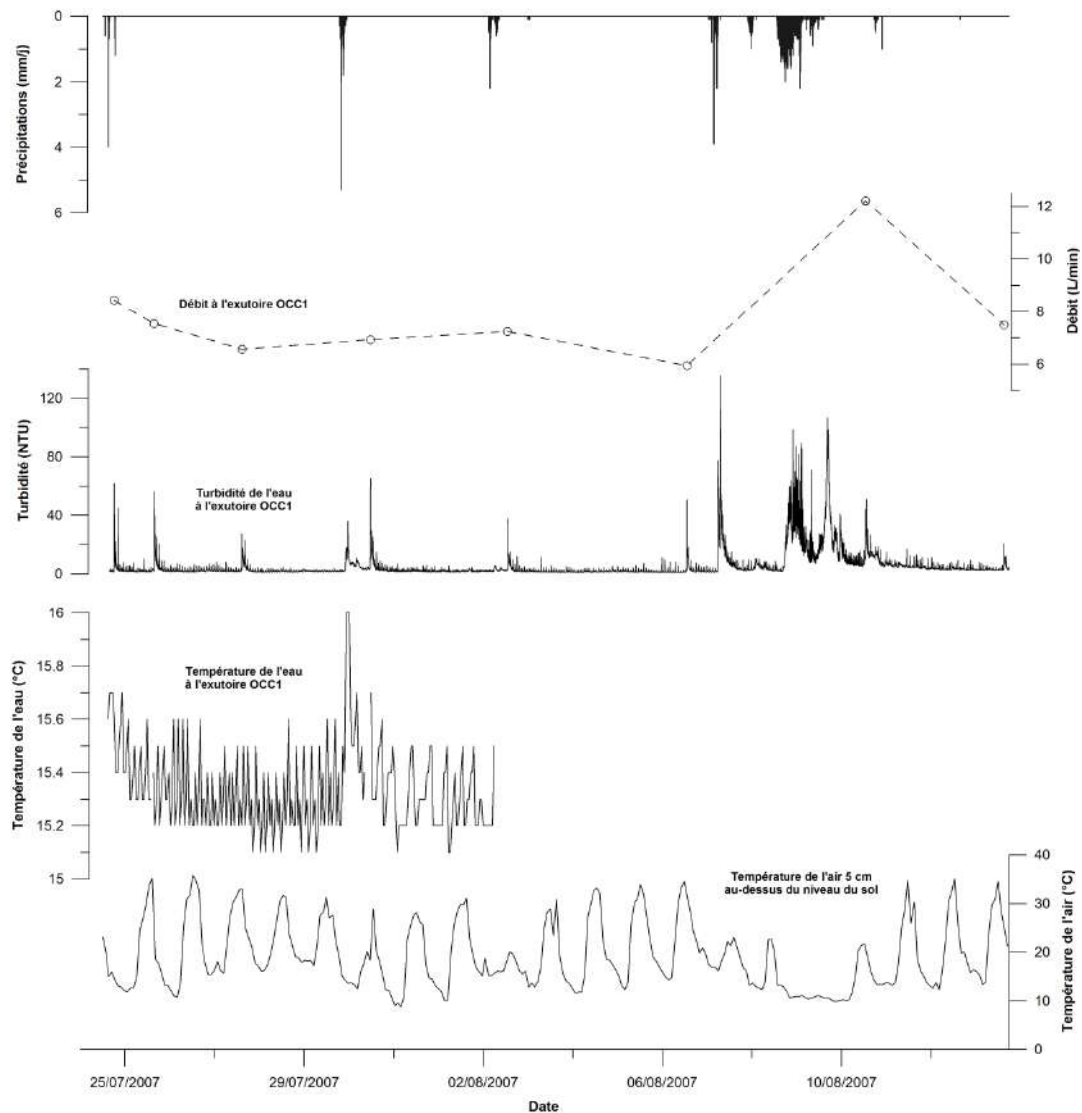 0
2
4
6
Précipitations (mm/j)
12
10
8
6
Débit (L/min)
Débit à l'exutoire OCC1
120
80
40
0
Turbidité (NTU)
Turbidité de l'eau
à l'exutoire OCC1
16
15.8
15.6
15.4
15.2
15
Température de l'eau (°C)
Température de l'eau
à l'exutoire OCC1
Température de l'air 5 cm
au-dessus du niveau du sol
40
30
20
10
0
Température de l'air (°C)
25/07/2007
29/07/2007
02/08/2007
06/08/2007
10/08/2007
Date